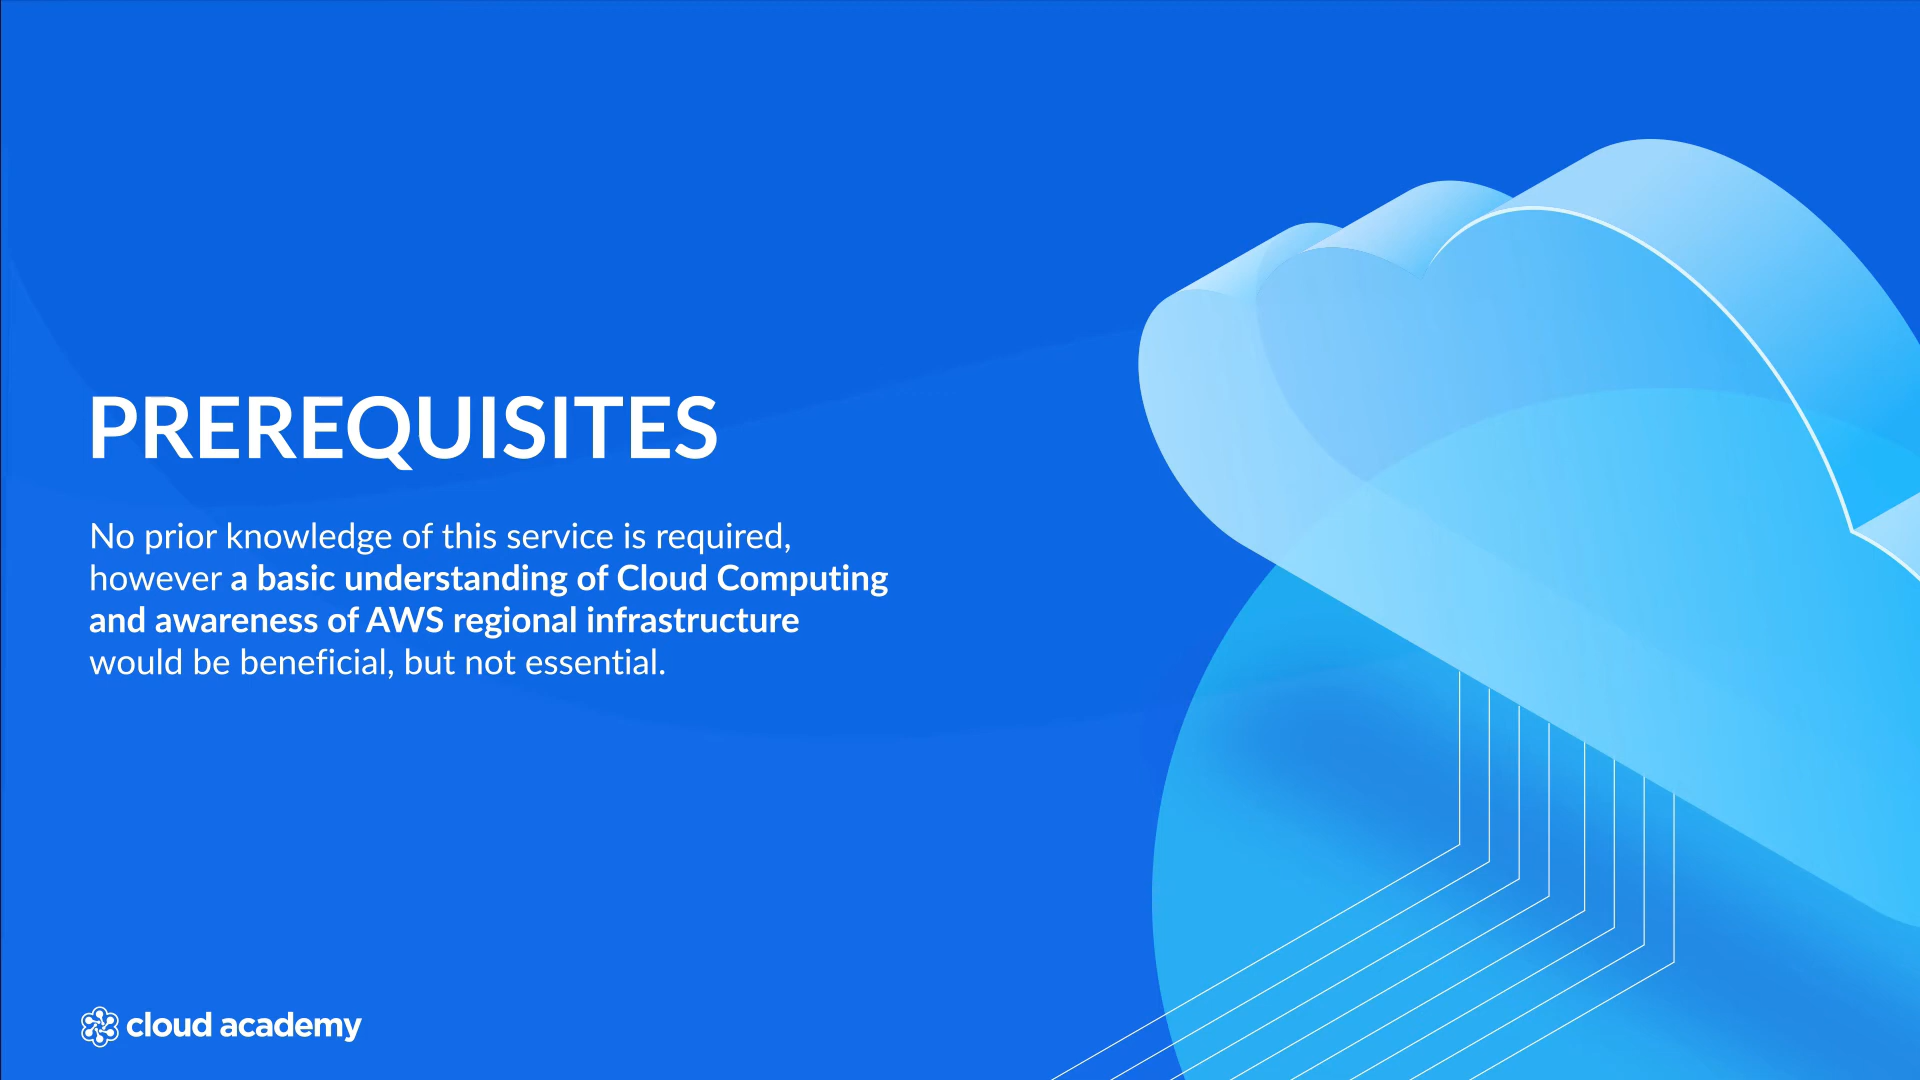 PREREQUISITES
No prior knowledge of this service is required,
however a basic understanding of Cloud Computing
and awareness of AWS regional infrastructure
would be beneficial, but not essential.
cloud academy